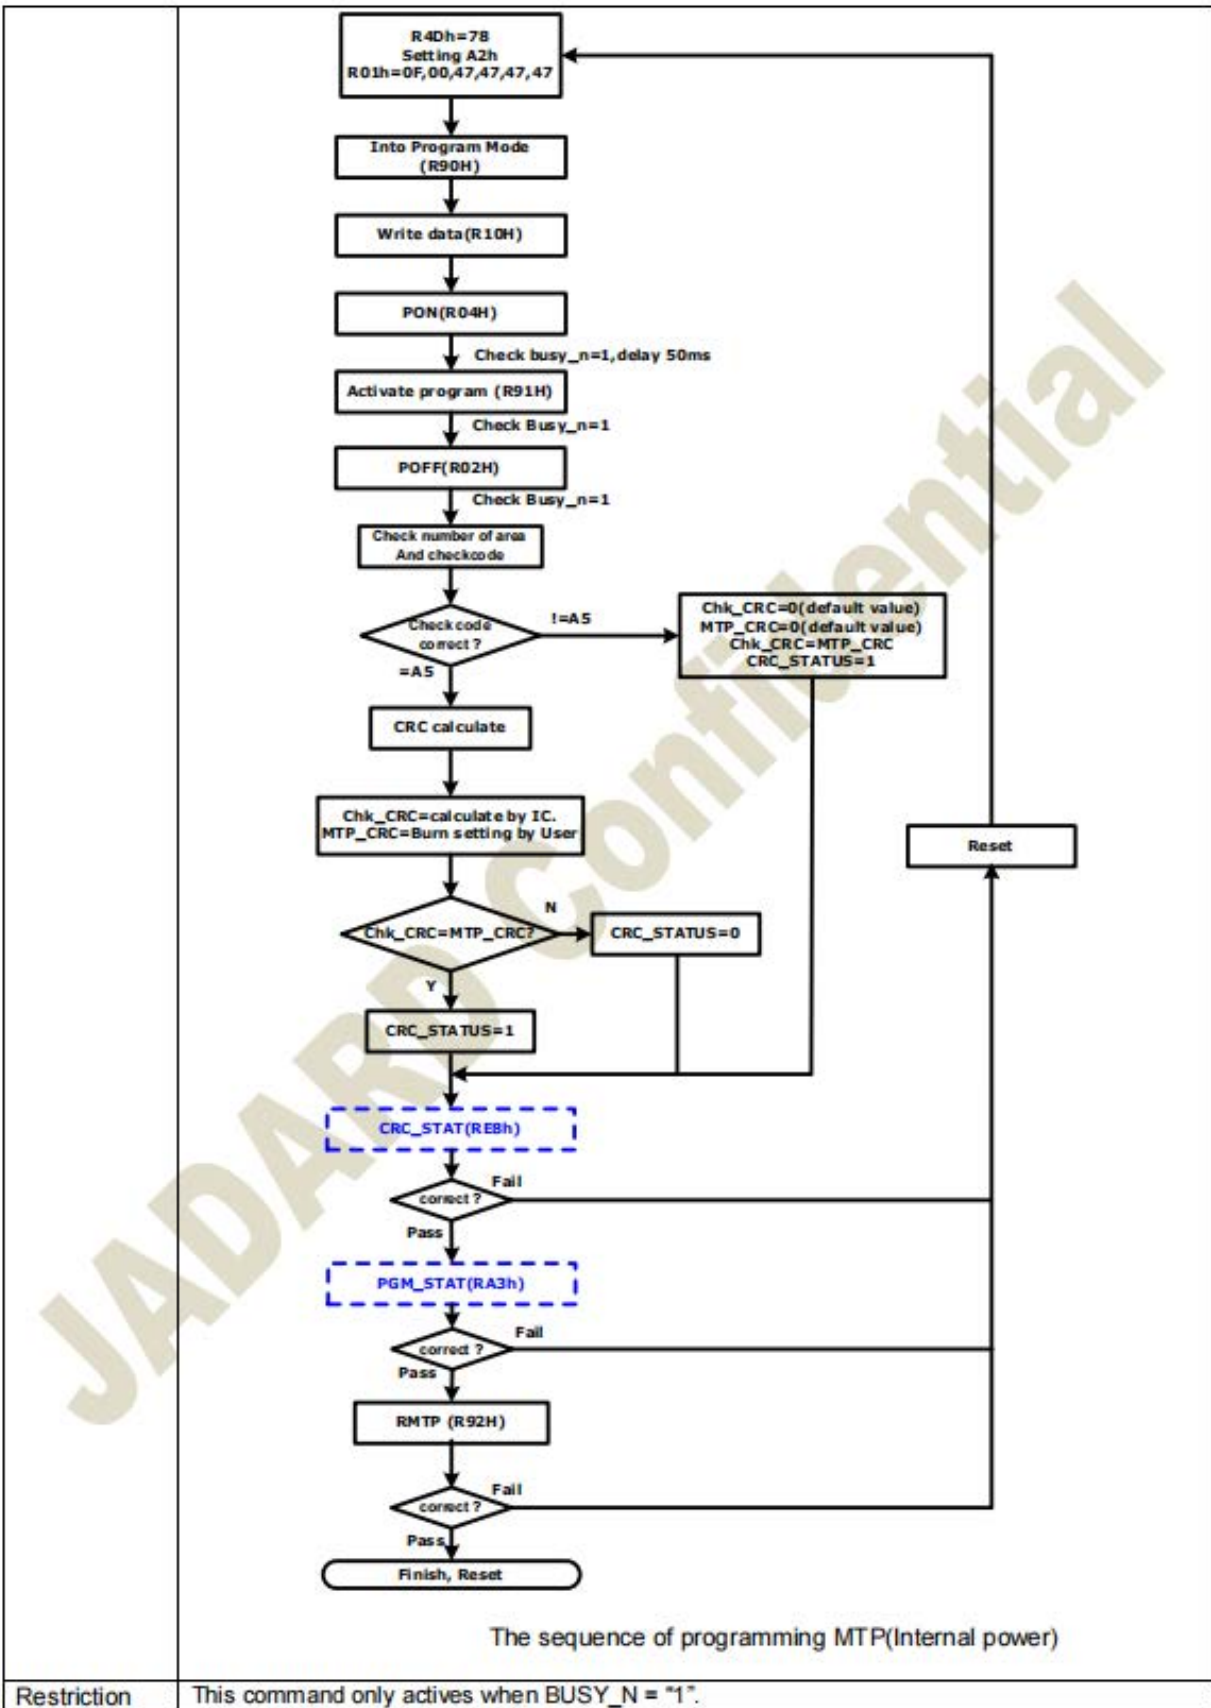 R4Dh=78
Setting A2h
R01h=0F,00,47,47,47,47
Into Program Mode
(R90H)
Write data(R10H)
PON(R04H)
Check busy_n=1,delay 50ms
Activate program (R91H)
Check Busy_n=1
POFF(R02H)
Check Busy_n=1
Check number of area
And checkcode
Check code
correct ?
!=A5
=A5
Chk_CRC=0(default value)
MTP_CRC=0(default value)
Chk_CRC=MTP_CRC
CRC_STATUS=1
CRC calculate
Chk_CRC=calculate by IC.
MTP_CRC=Burn setting by User
Reset
Chk_CRC=MTP_CRC?
N
CRC_STATUS=0
Y
CRC_STATUS=1
CRC_STAT(RE8h)
correct ?
Fail
Pass
PGM_STAT(RA3h)
correct ?
Fail
Pass
RMTP (R92H)
correct ?
Fail
Pass
Finish, Reset
The sequence of programming MTP(Internal power)
Restriction
This command only actives when BUSY_N = "1".
JADARD Confidential